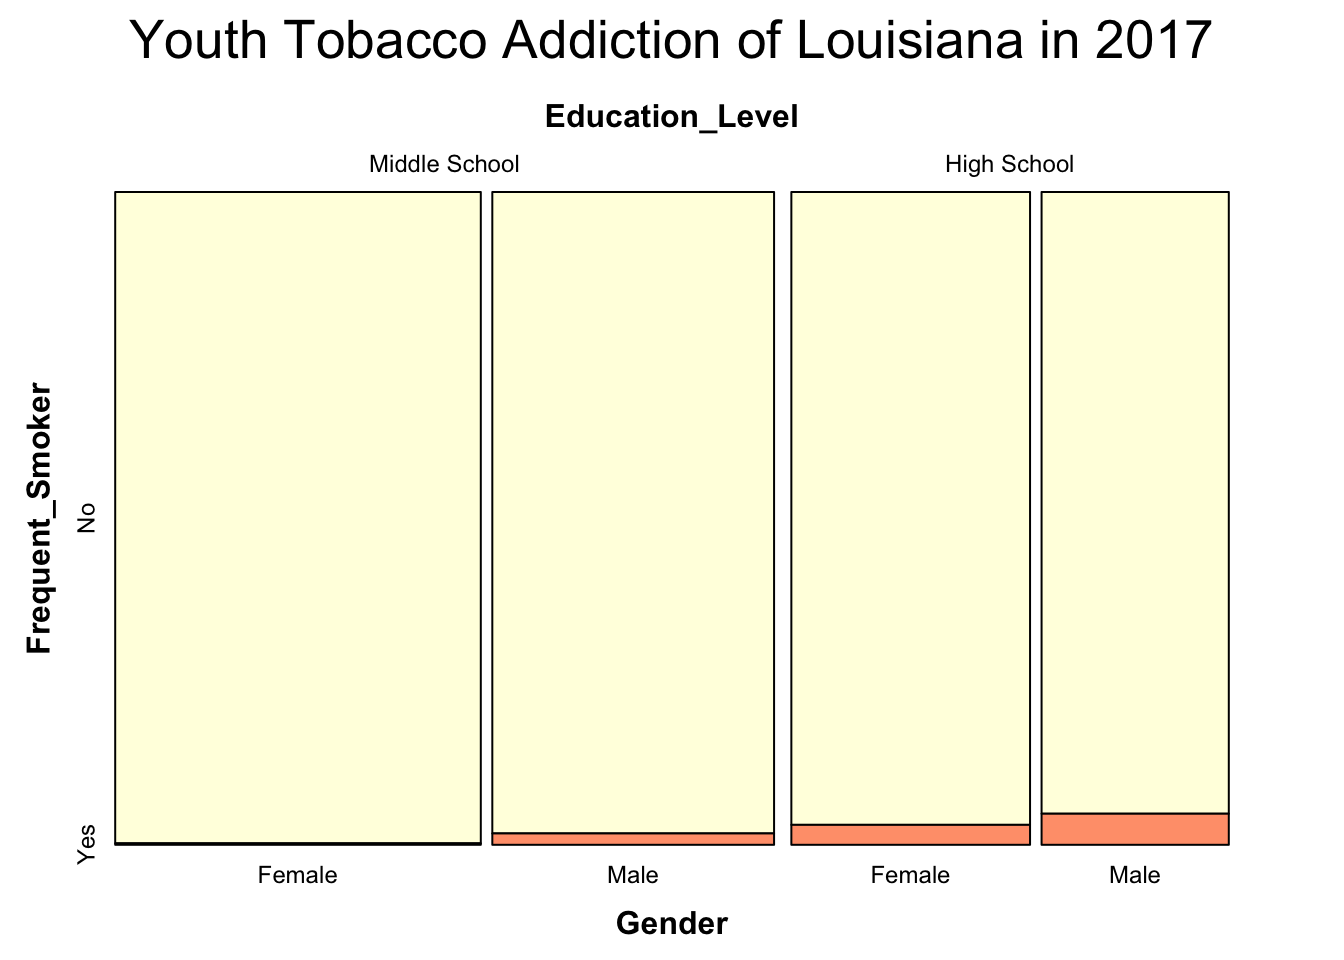 Youth Tobacco Addiction of Louisiana in 2017
Education_Level
Middle School
High School
Frequent_Smoker
No
Yes
Female
Male
Female
Male
Gender